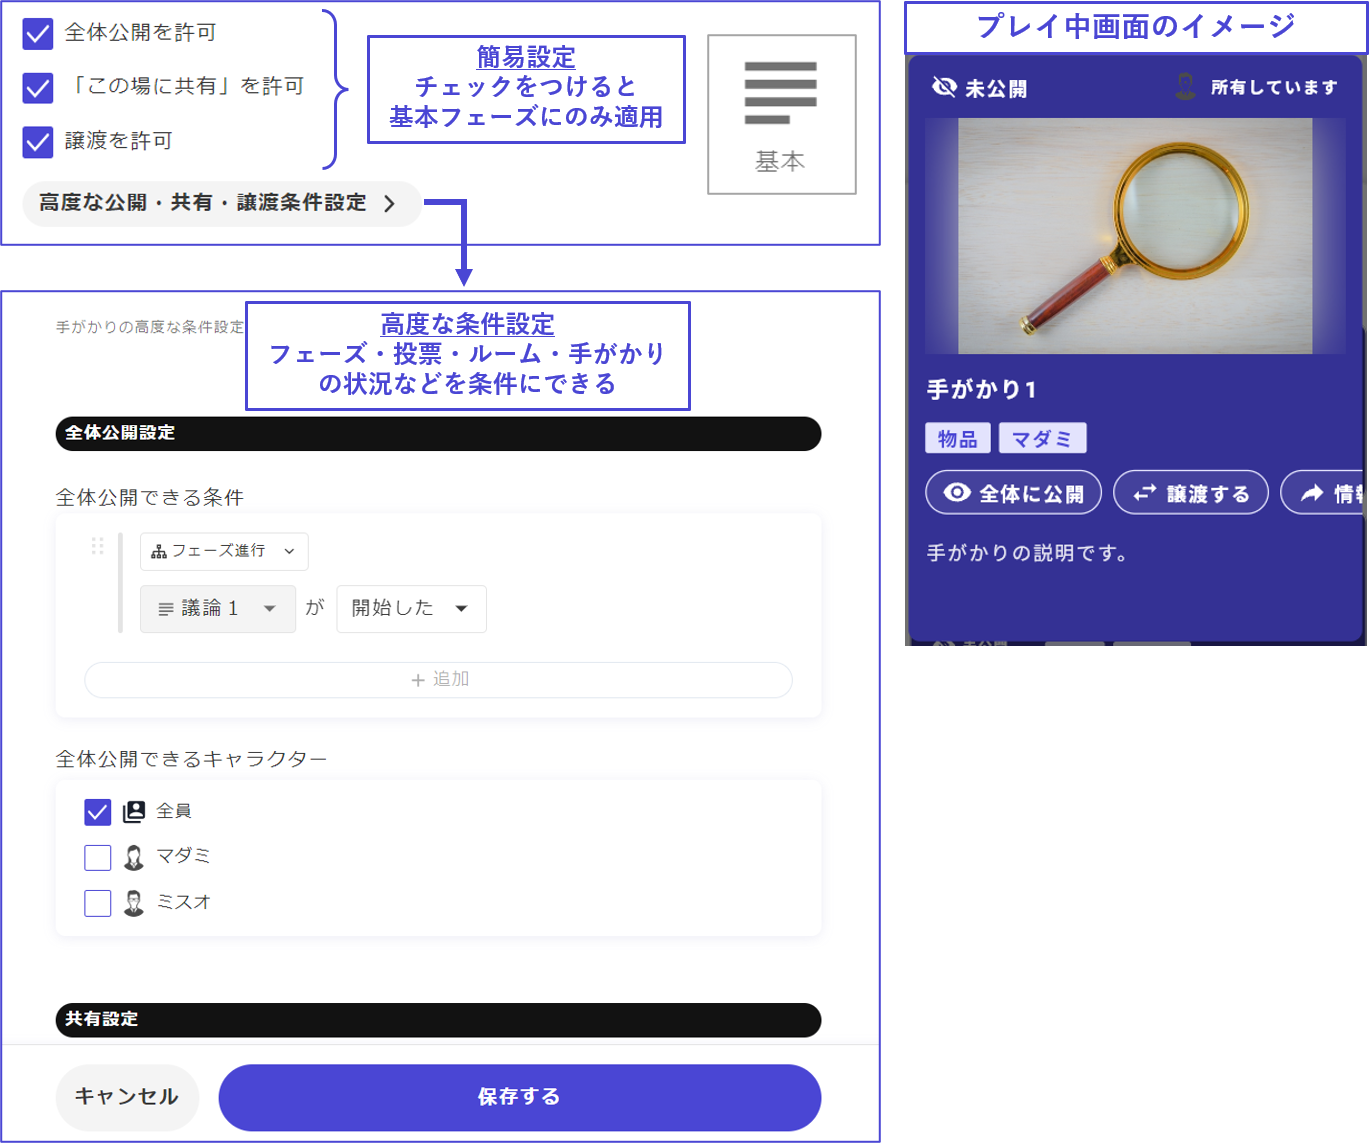 全体公開を許可
「この場に共有」を許可
譲渡を許可
高度な公開・共有・譲渡条件設定
簡易設定
チェックをつけると
基本フェーズにのみ適用
基本
手がかりの高度な条件設定
高度な条件設定
フェーズ・投票・ルーム・手がかり
の状況などを条件にできる
全体公開設定
全体公開できる条件
フェーズ進行
議論1 が 開始した
+ 追加
全体公開できるキャラクター
全員
マダミ
ミスオ
共有設定
キャンセル 保存する
プレイ中画面のイメージ
未公開 所有しています
手がかり1
物品 マダミ
全体に公開 譲渡する 情
手がかりの説明です。